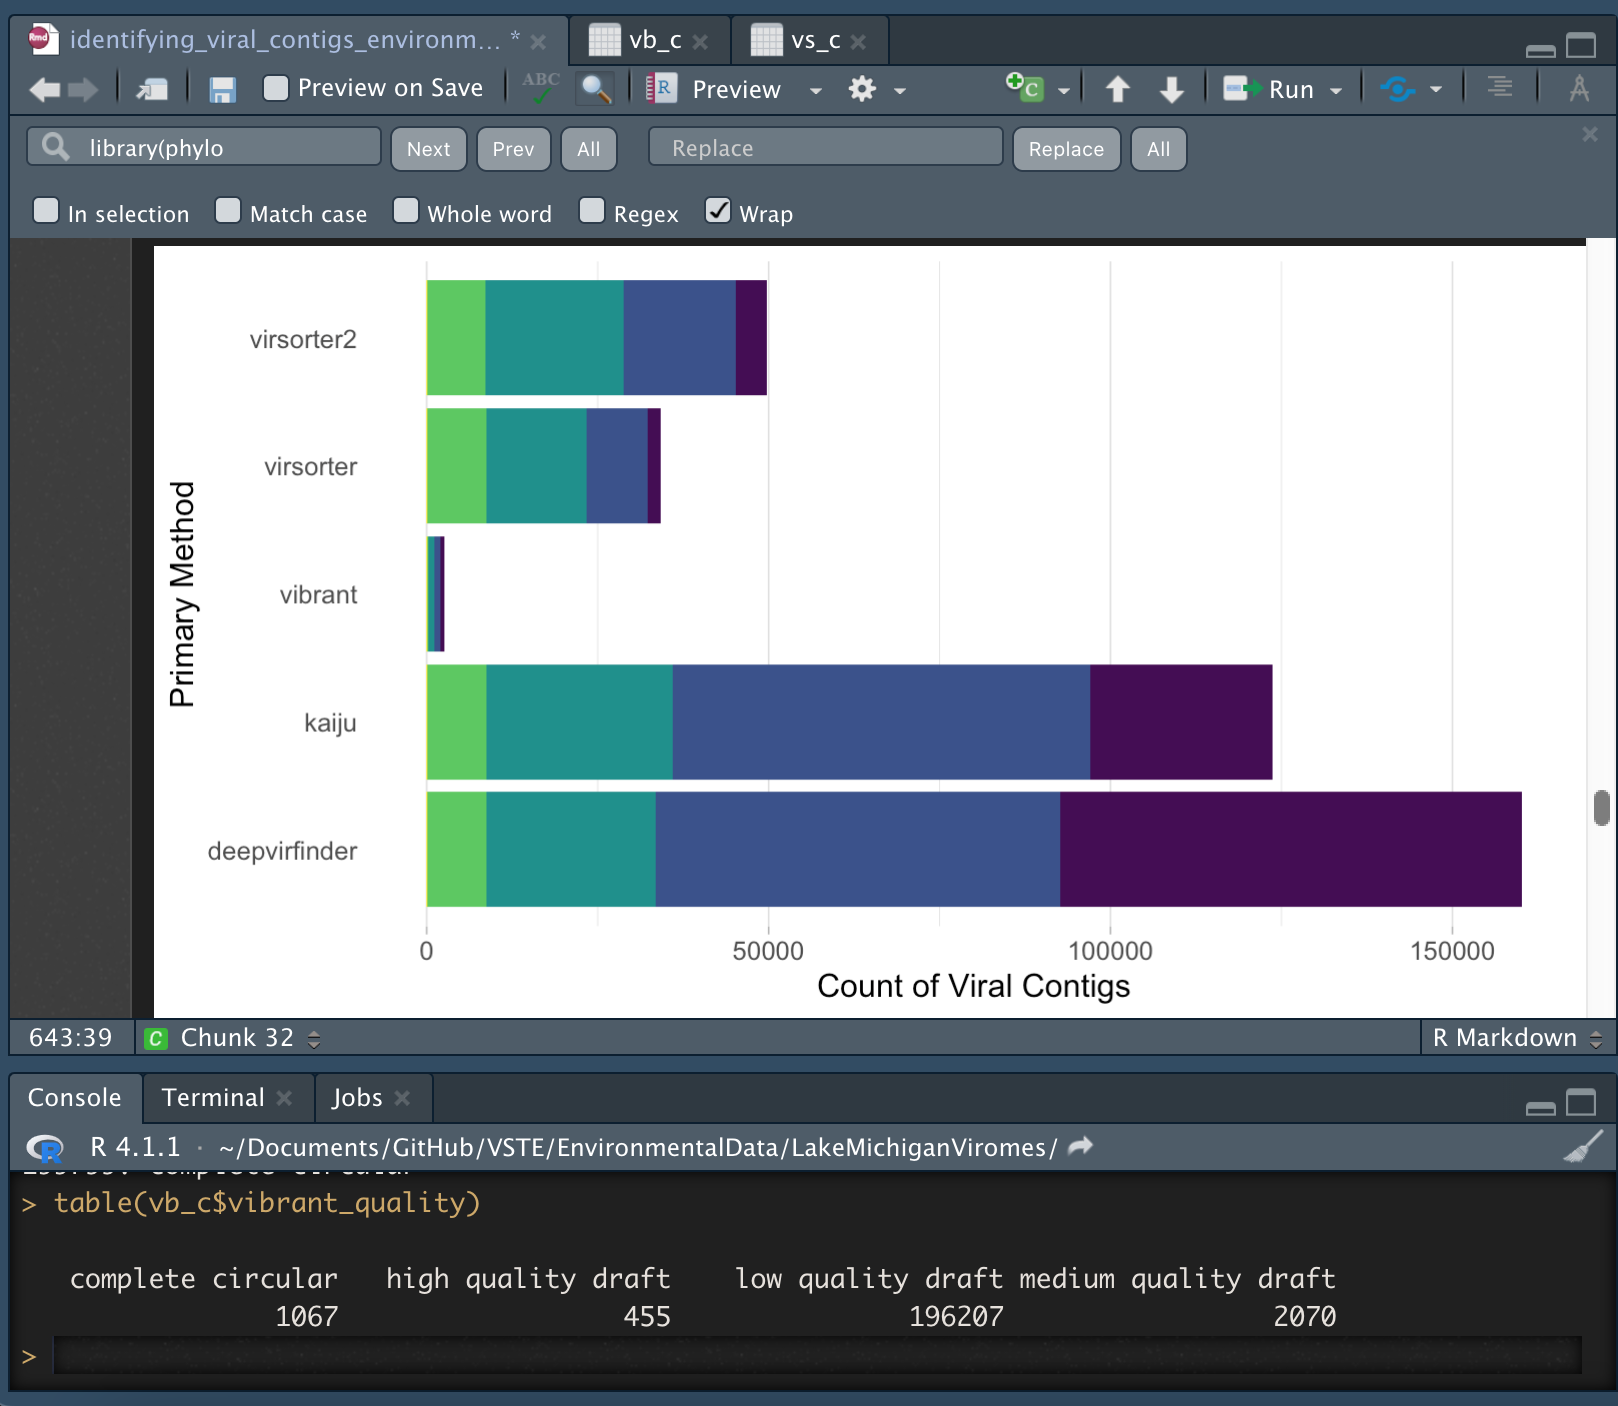 identifying_viral_contigs_environm... * vb_c vs_c
Preview on Save ABC R Preview C Run
library(phylo Next Prev All Replace Replace All
In selection Match case Whole word Regex Wrap
virsorter2
virsorter
vibrant
kaiju
deepvirfinder
Primary Method
0 50000 100000 150000
Count of Viral Contigs
643:39 C Chunk 32 R Markdown
Console Terminal Jobs
R 4.1.1 · ~/Documents/GitHub/VSTE/EnvironmentalData/LakeMichiganViromes/
> table(vb_c$vibrant_quality)
complete circular high quality draft low quality draft medium quality draft
1067 455 196207 2070
>